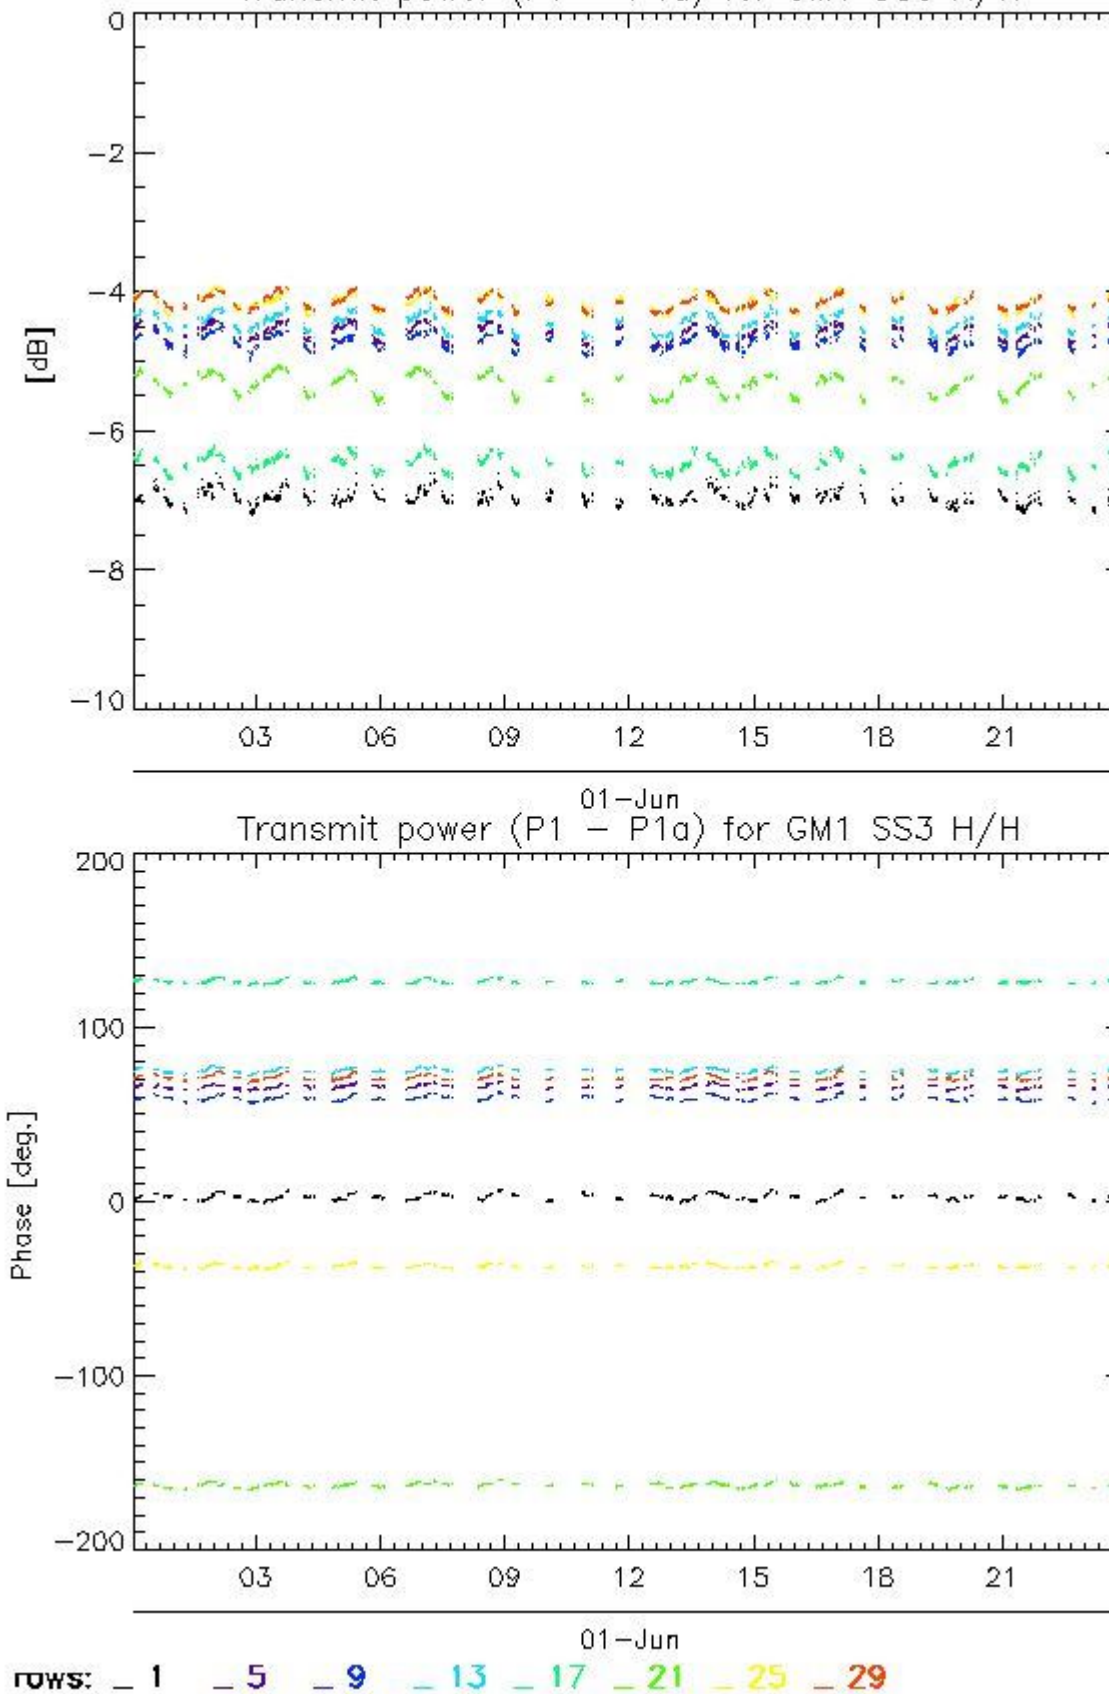 0
−2
−4
[dB]
−6
−8
−10
03 06 09 12 15 18 21
01-Jun
Transmit power (P1 − P1a) for GM1 SS3 H/H
200
100
Phase [deg.]
0
−100
−200
03 06 09 12 15 18 21
01-Jun
rows: _ 1 _ 5 _ 9 _ 13 _ 17 _ 21 _ 25 _ 29